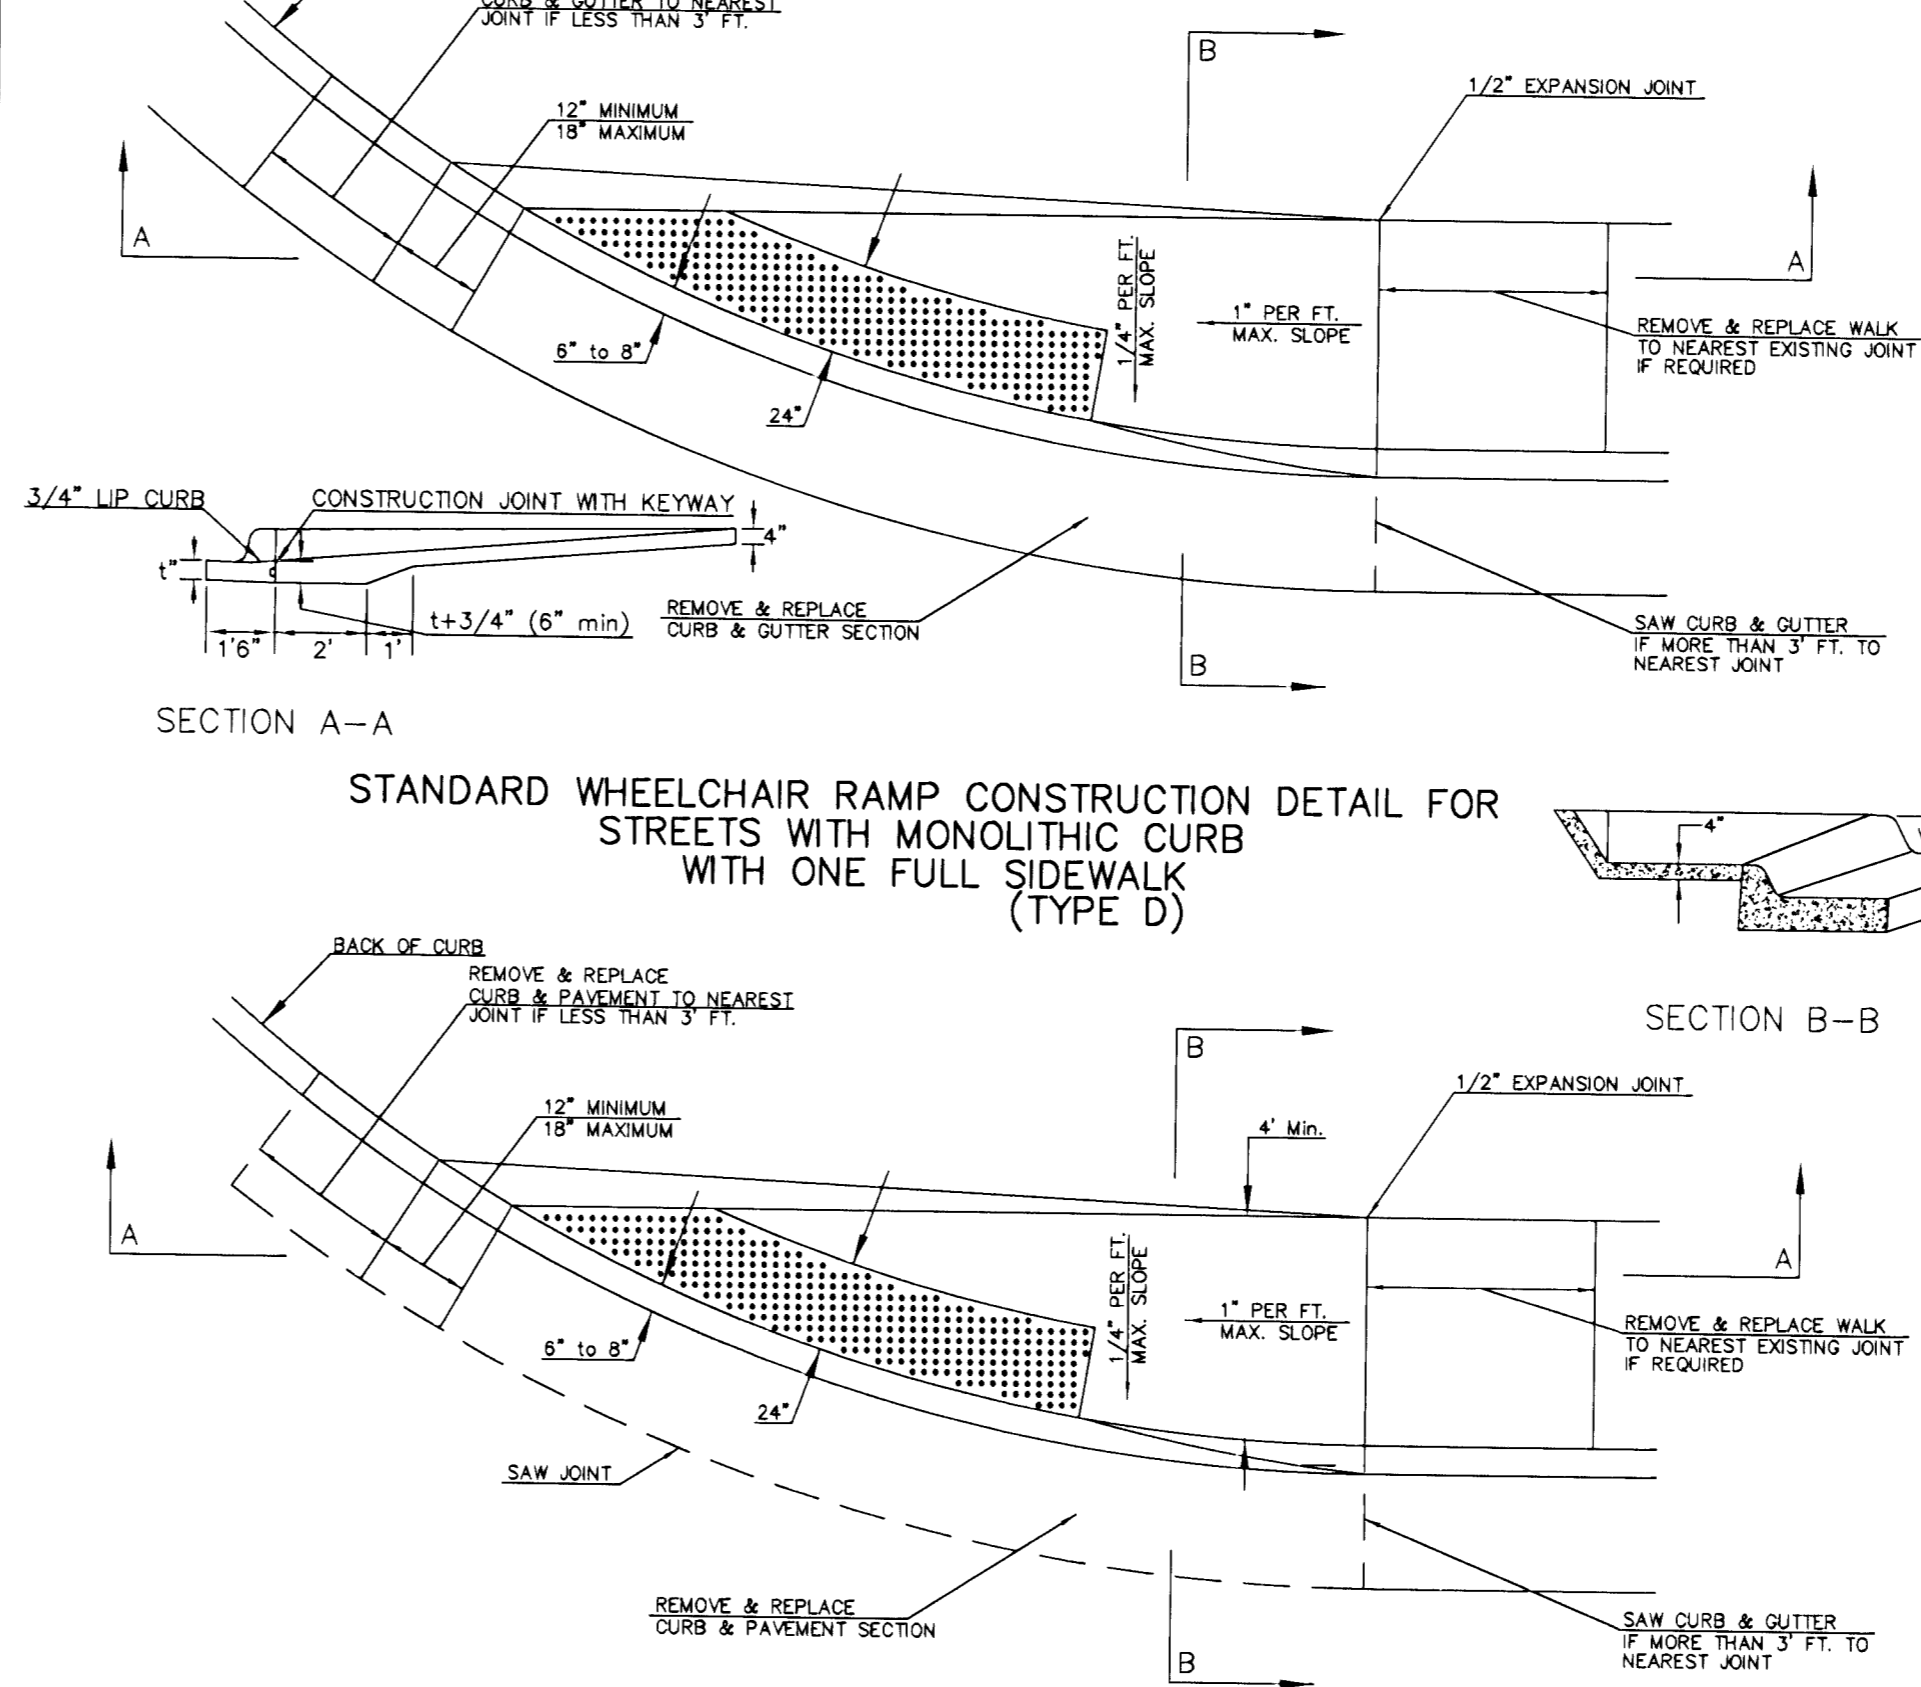 CURB & GUTTER TO NEAREST
JOINT IF LESS THAN 3' FT.
B
1/2" EXPANSION JOINT
12" MINIMUM
18" MAXIMUM
A
A
1/4" PER FT.
MAX. SLOPE
1" PER FT.
MAX. SLOPE
REMOVE & REPLACE WALK
TO NEAREST EXISTING JOINT
IF REQUIRED
6" to 8"
24"
3/4" LIP CURB
CONSTRUCTION JOINT WITH KEYWAY
4"
t"
t+3/4" (6" min)
1'6"
2'
1'
REMOVE & REPLACE
CURB & GUTTER SECTION
SAW CURB & GUTTER
IF MORE THAN 3' FT. TO
NEAREST JOINT
B
SECTION A-A
STANDARD WHEELCHAIR RAMP CONSTRUCTION DETAIL FOR
STREETS WITH MONOLITHIC CURB
WITH ONE FULL SIDEWALK
(TYPE D)
4"
SECTION B-B
BACK OF CURB
REMOVE & REPLACE
CURB & PAVEMENT TO NEAREST
JOINT IF LESS THAN 3' FT.
B
1/2" EXPANSION JOINT
12" MINIMUM
18" MAXIMUM
4' Min.
A
A
1/4" PER FT.
MAX. SLOPE
1" PER FT.
MAX. SLOPE
REMOVE & REPLACE WALK
TO NEAREST EXISTING JOINT
IF REQUIRED
6" to 8"
24"
SAW JOINT
REMOVE & REPLACE
CURB & PAVEMENT SECTION
SAW CURB & GUTTER
IF MORE THAN 3' FT. TO
NEAREST JOINT
B